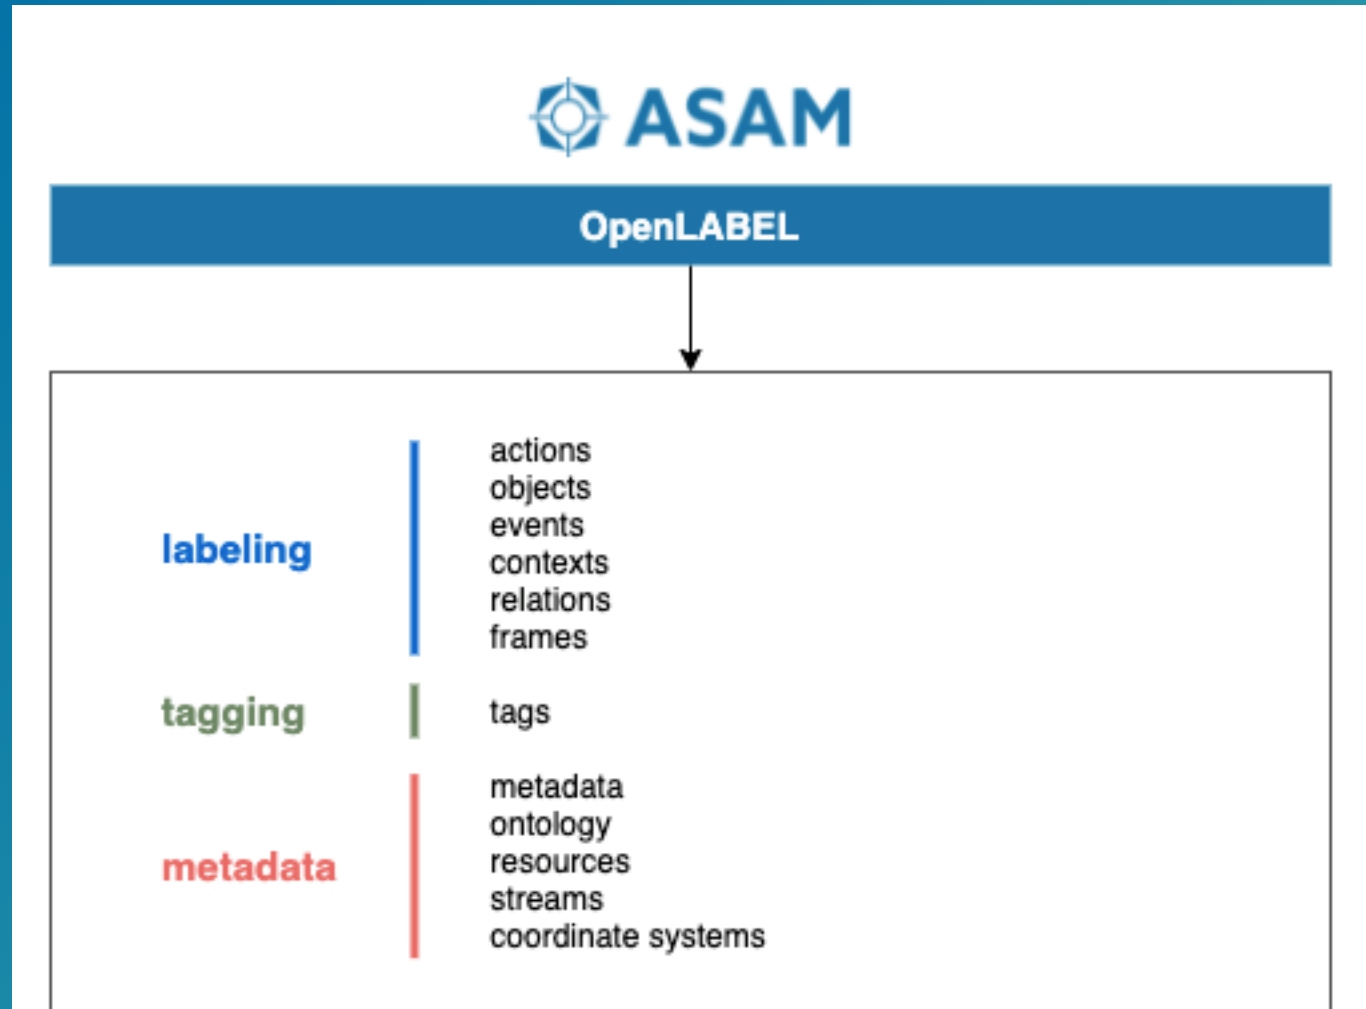 ASAM
OpenLABEL
labeling
actions
objects
events
contexts
relations
frames
tagging
tags
metadata
metadata
ontology
resources
streams
coordinate systems